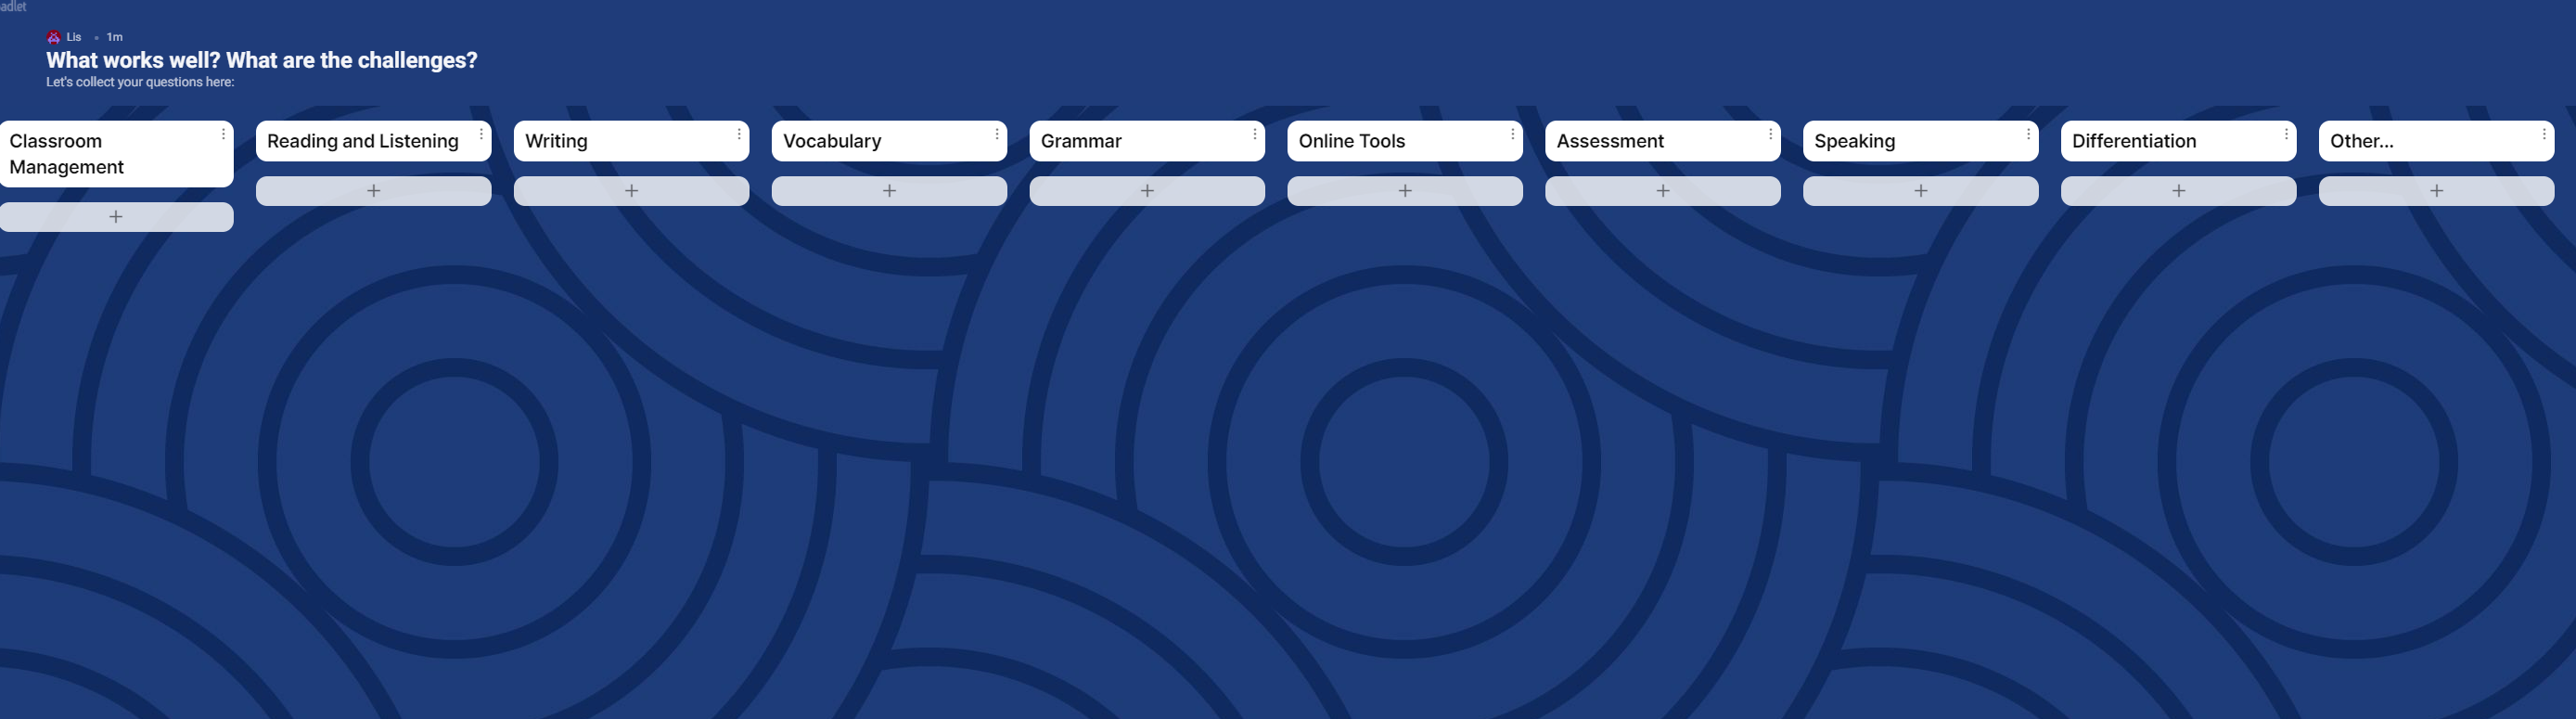 adlet
Lis • 1m
What works well? What are the challenges?
Let's collect your questions here:
Classroom
Management
Reading and Listening
Writing
Vocabulary
Grammar
Online Tools
Assessment
Speaking
Differentiation
Other...